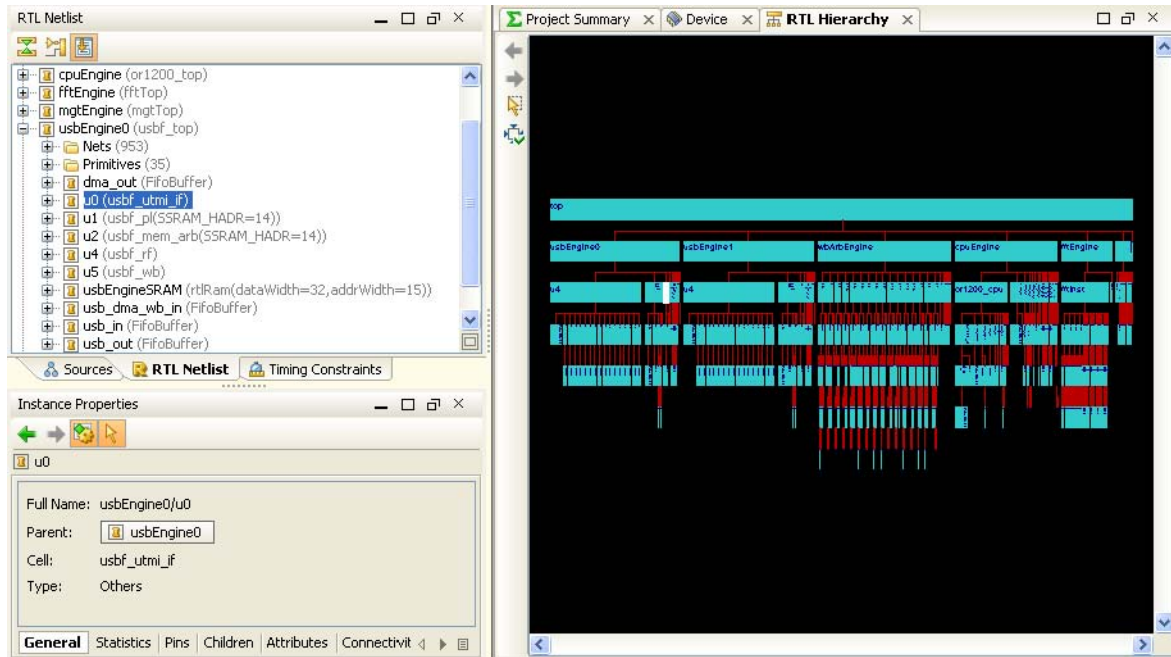 RTL Netlist
cpuEngine (or1200_top)
fftEngine (fftTop)
mgtEngine (mgtTop)
usbEngine0 (usbf_top)
Nets (953)
Primitives (35)
dma_out (FifoBuffer)
u0 (usbf_utmi_if)
u1 (usbf_pl(SSRAM_HADR=14))
u2 (usbf_mem_arb(SSRAM_HADR=14))
u4 (usbf_rf)
u5 (usbf_wb)
usbEngineSRAM (rtlRam(dataWidth=32,addrWidth=15))
usb_dma_wb_in (FifoBuffer)
usb_in (FifoBuffer)
usb_out (FifoBuffer)
Sources RTL Netlist Timing Constraints
Instance Properties
u0
Full Name: usbEngine0/u0
Parent: usbEngine0
Cell: usbf_utmi_if
Type: Others
General Statistics Pins Children Attributes Connectivit
Project Summary Device RTL Hierarchy
top
usbEngine0 usbEngine1 wbArbEngine cpuEngine fftEngine
u4 u4 or1200_cpu fftInst